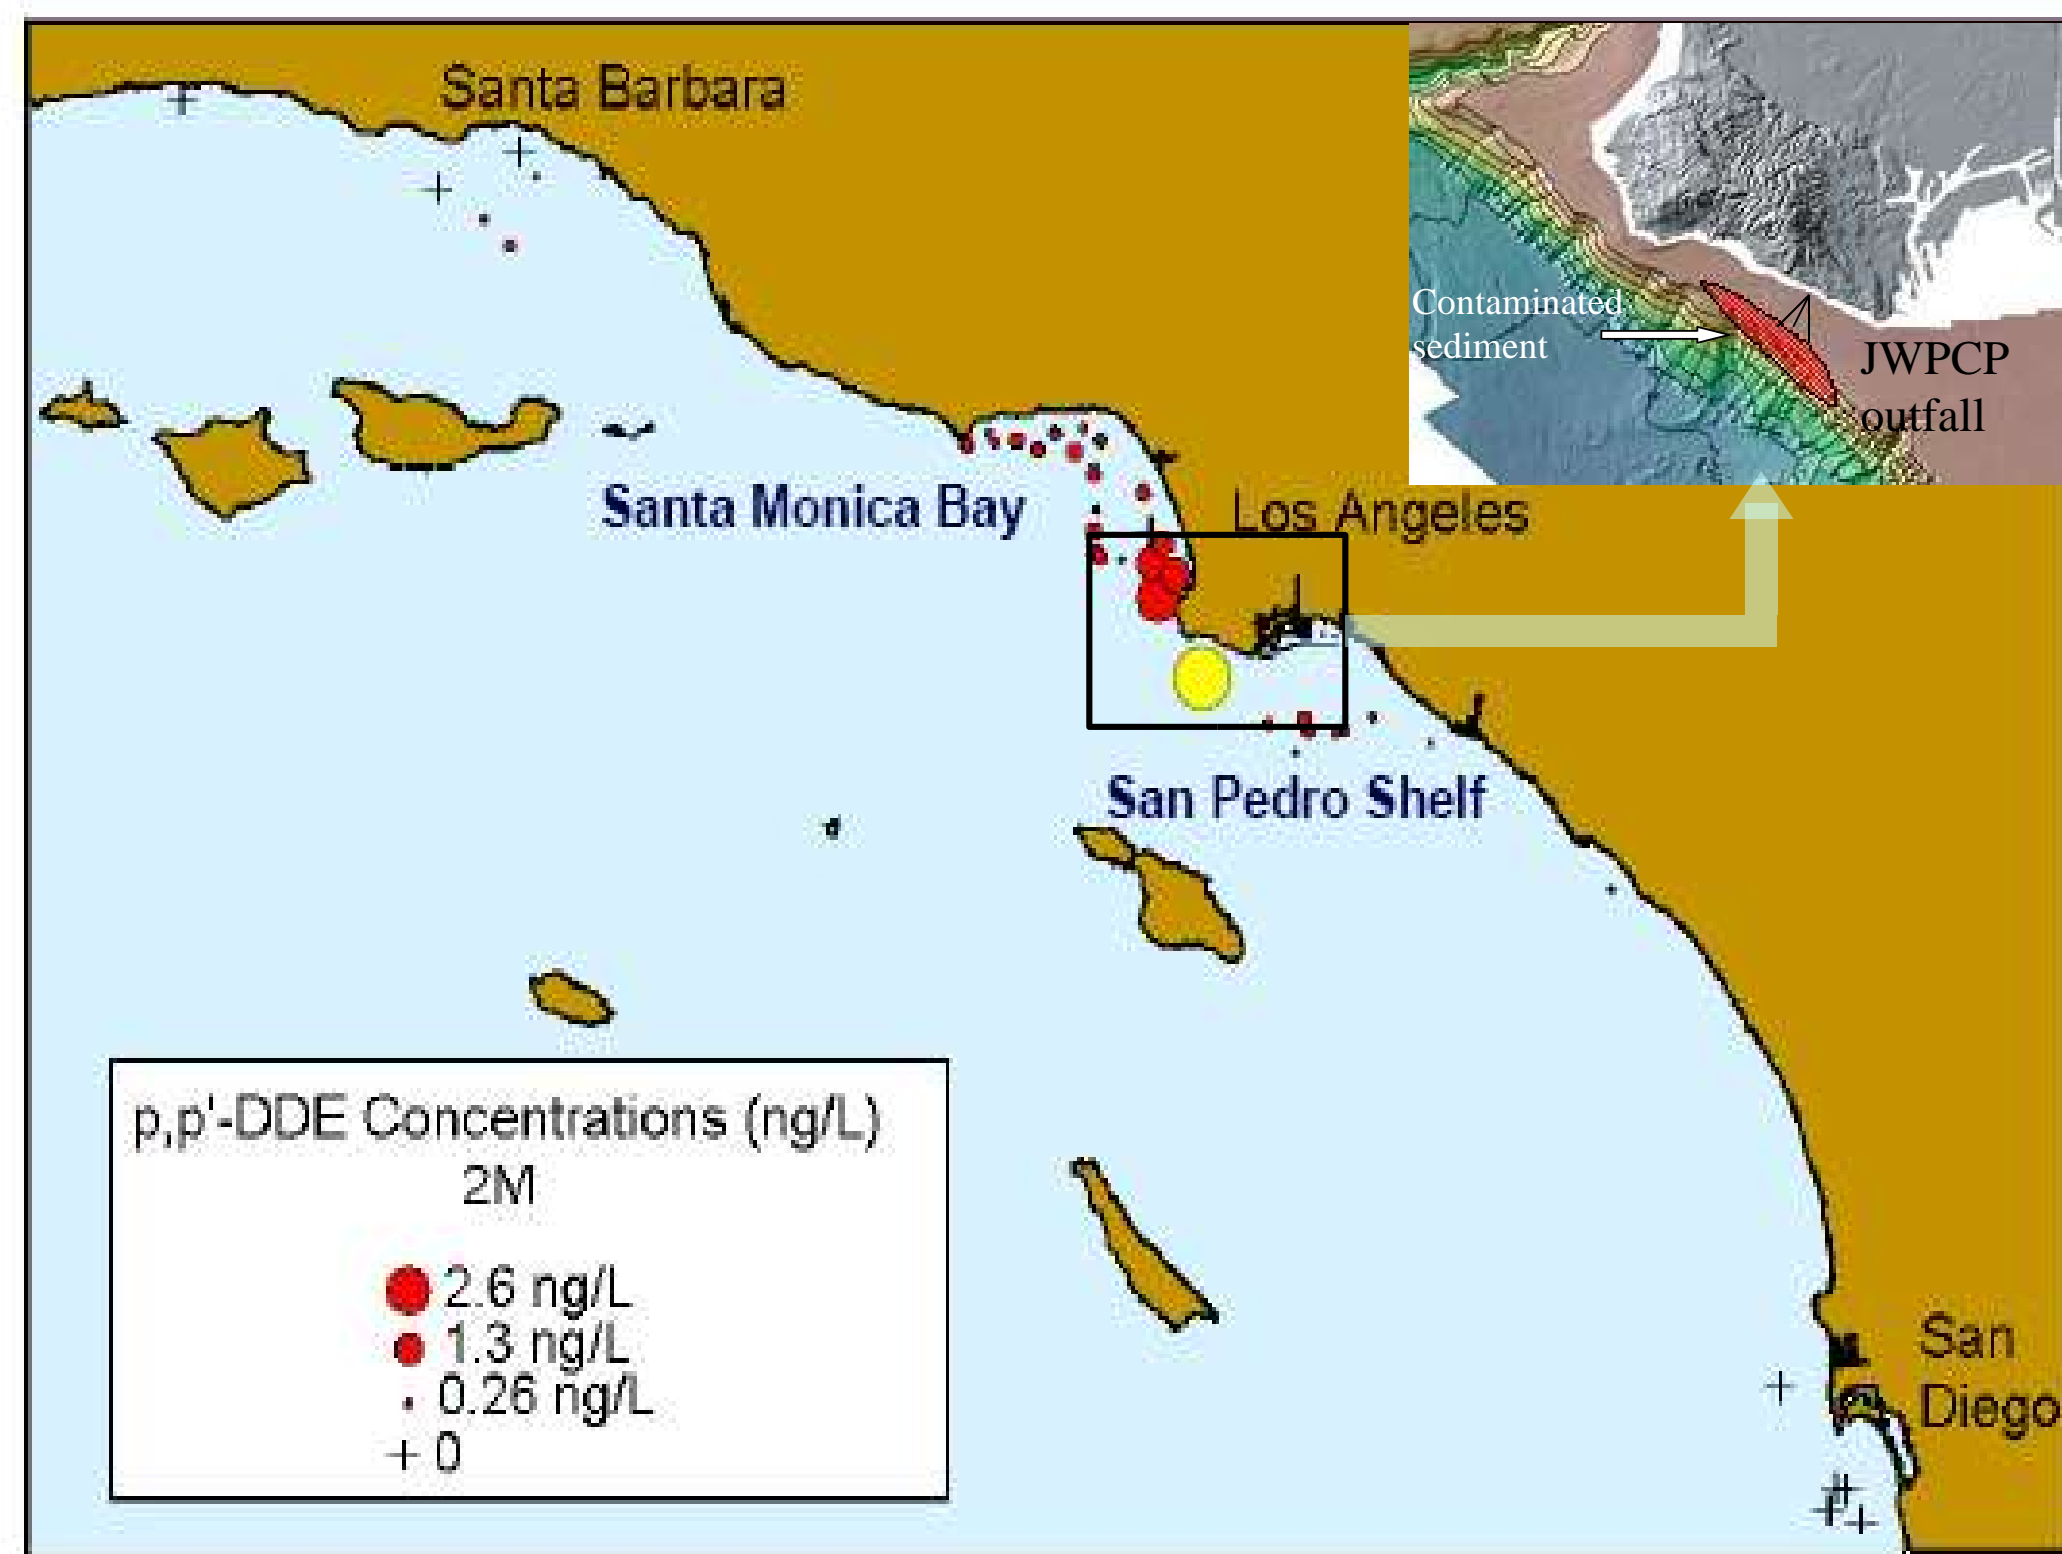 Santa Barbara
Contaminated
sediment
JWPCP
outfall
Santa Monica Bay
Los Angeles
San Pedro Shelf
p,p'-DDE Concentrations (ng/L)
2M
2.6 ng/L
1.3 ng/L
0.26 ng/L
0
San
Diego